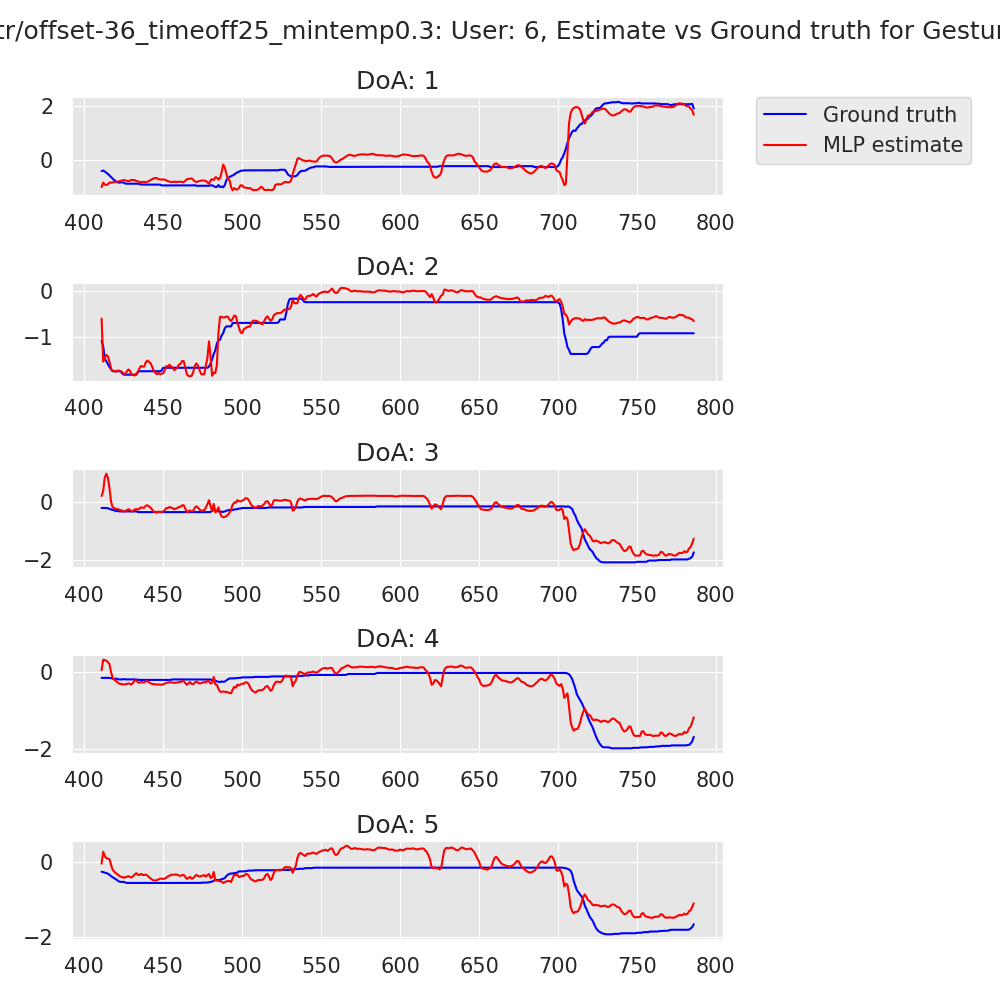 tr/offset-36_timeoff25_mintemp0.3: User: 6, Estimate vs Ground truth for Gestur
DoA: 1
Ground truth
MLP estimate
2
0
400 450 500 550 600 650 700 750 800
DoA: 2
0
−1
400 450 500 550 600 650 700 750 800
DoA: 3
0
−2
400 450 500 550 600 650 700 750 800
DoA: 4
0
−2
400 450 500 550 600 650 700 750 800
DoA: 5
0
−2
400 450 500 550 600 650 700 750 800